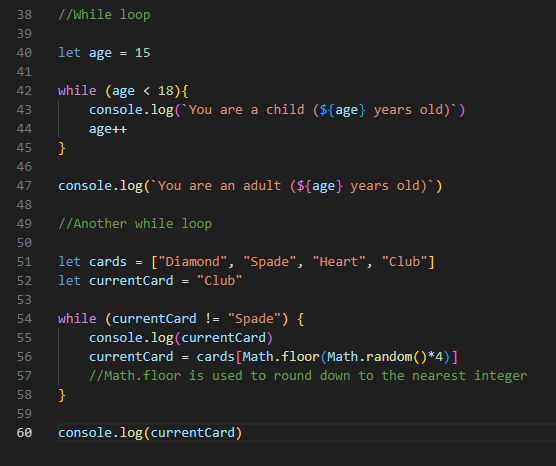 38 //While loop
39
40 let age = 15
41
42 while (age < 18){
43     console.log(`You are a child (${age} years old)`)
44     age++
45 }
46
47 console.log(`You are an adult (${age} years old)`)
48
49 //Another while loop
50
51 let cards = ["Diamond", "Spade", "Heart", "Club"]
52 let currentCard = "Club"
53
54 while (currentCard != "Spade") {
55     console.log(currentCard)
56     currentCard = cards[Math.floor(Math.random()*4)]
57     //Math.floor is used to round down to the nearest integer
58 }
59
60 console.log(currentCard)